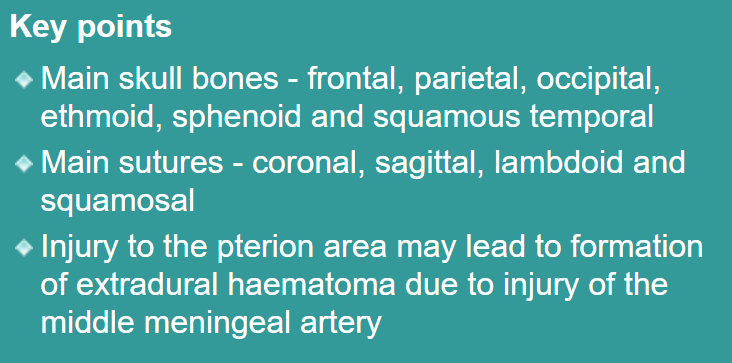 Key points
Main skull bones - frontal, parietal, occipital,
ethmoid, sphenoid and squamous temporal
Main sutures - coronal, sagittal, lambdoid and
squamosal
Injury to the pterion area may lead to formation
of extradural haematoma due to injury of the
middle meningeal artery